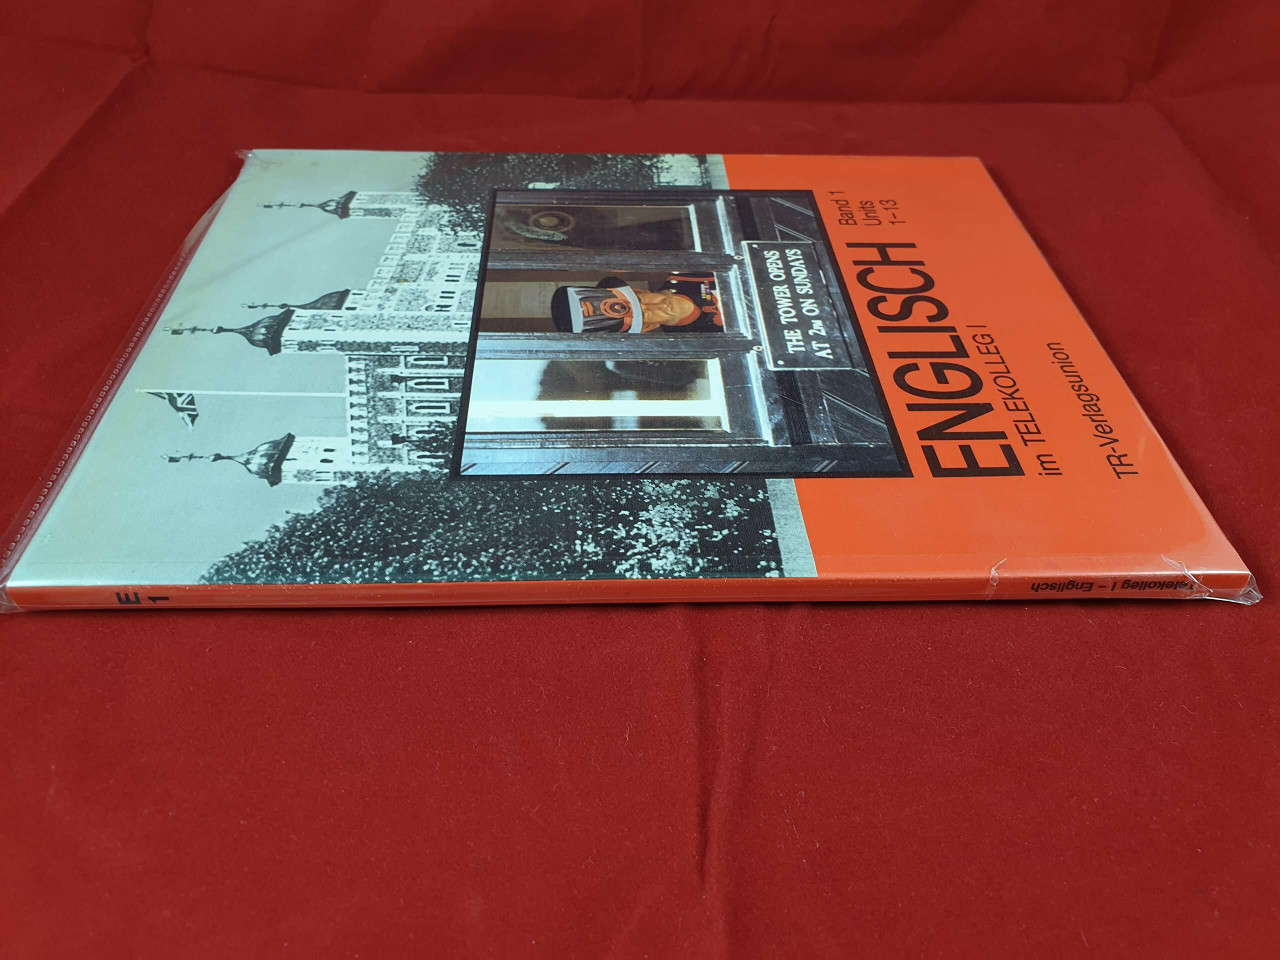 ENGLISCH
im TELEKOLLEG I
Band 1
Units
1–13
TR-Verlagsunion
THE TOWER OPENS
AT 2PM ON SUNDAYS
Telekolleg I – Englisch
E
1